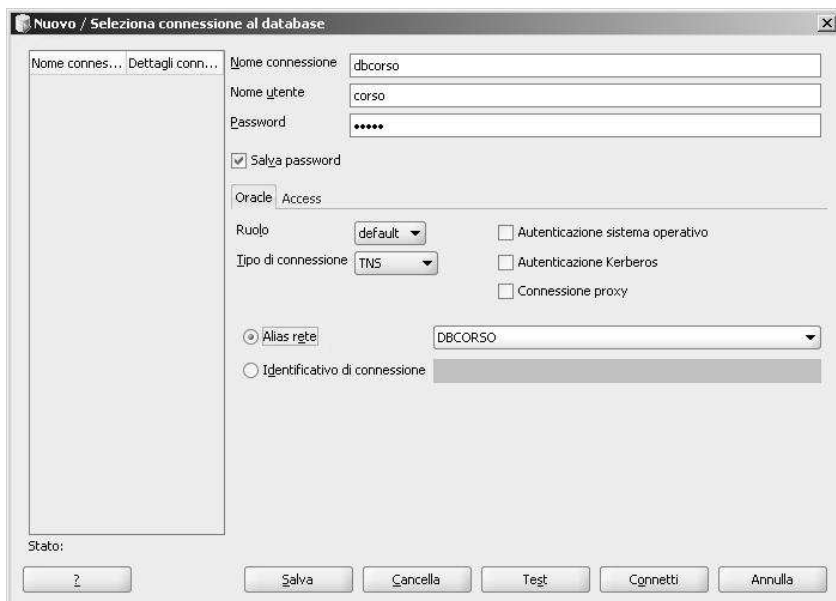 Nuovo / Seleziona connessione al database
Nome connes... Dettagli conn...
Nome connessione dbcorso
Nome utente corso
Password •••••
Salva password
Oracle Access
Ruolo default
Autenticazione sistema operativo
Tipo di connessione TNS
Autenticazione Kerberos
Connessione proxy
Alias rete DBCORSO
Identificativo di connessione
Stato:
? Salva Cancella Test Connetti Annulla